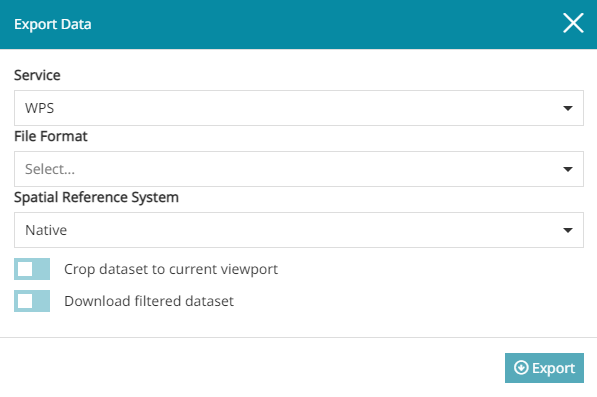 Export Data
Service
WPS
File Format
Select...
Spatial Reference System
Native
Crop dataset to current viewport
Download filtered dataset
Export